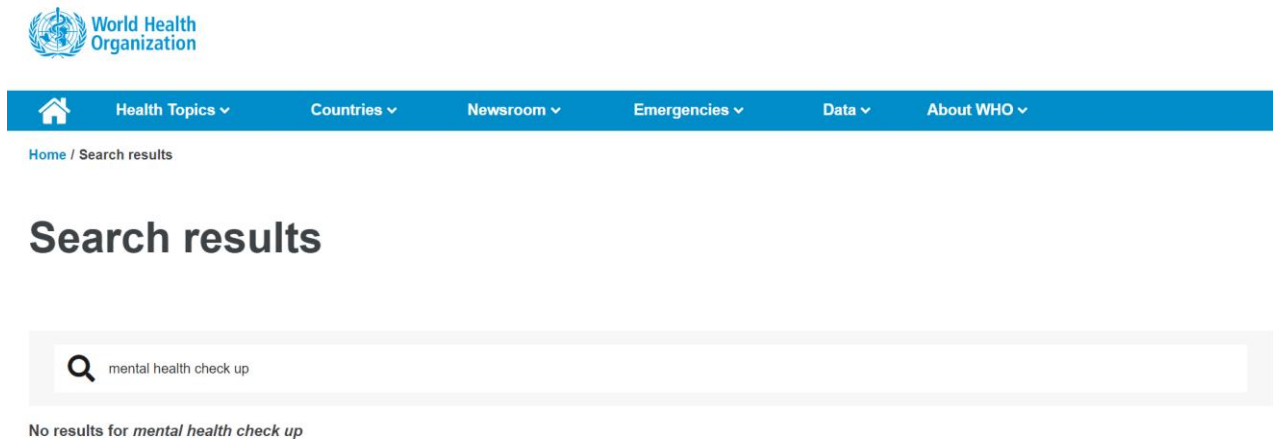 World Health
Organization
Health Topics Countries Newsroom Emergencies Data About WHO
Home / Search results
Search results
mental health check up
No results for mental health check up